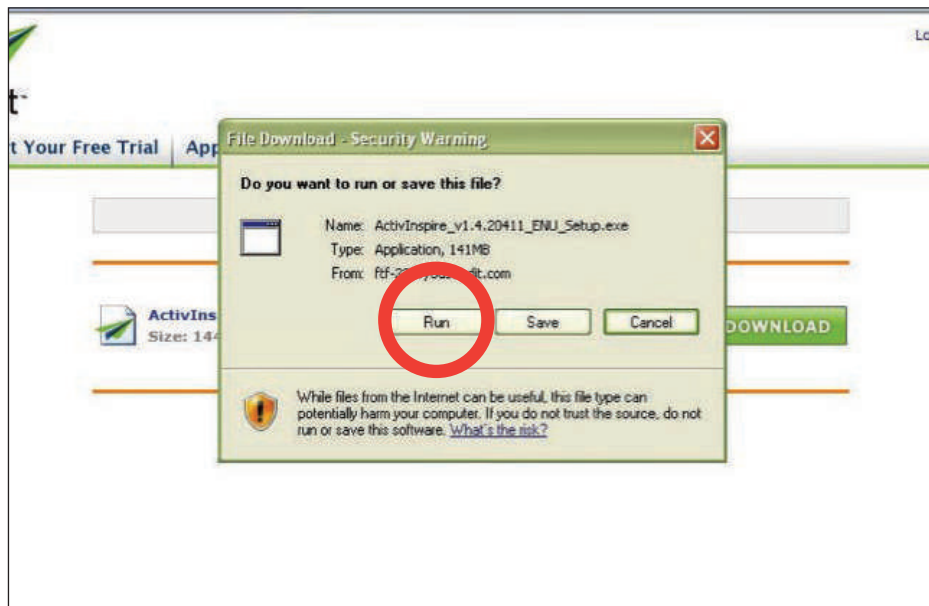 Lo
t
t Your Free Trial
App
File Download - Security Warning
Do you want to run or save this file?
Name: ActivInspire_v1.4.20411_ENU_Setup.exe
Type: Application, 141MB
From:
ActivIns
Size: 144
Run
Save
Cancel
DOWNLOAD
While files from the Internet can be useful, this file type can
potentially harm your computer. If you do not trust the source, do not
run or save this software. What's the risk?